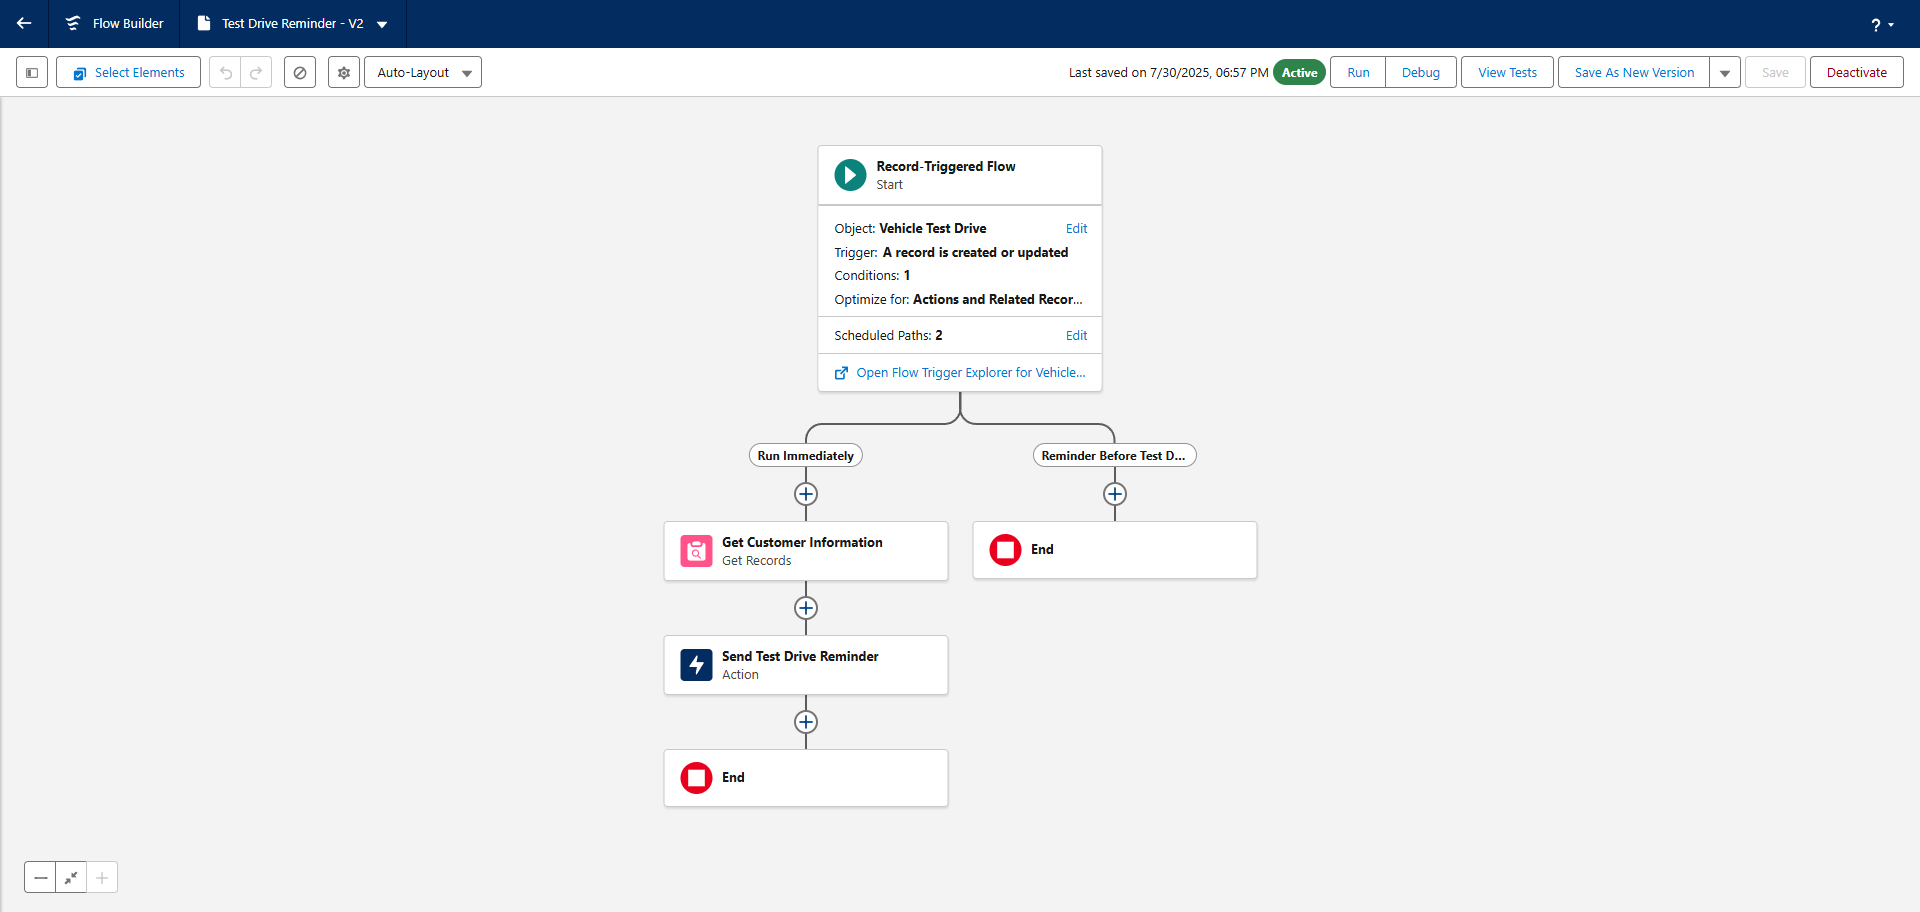 Flow Builder
Test Drive Reminder - V2
?
Select Elements
Auto-Layout
Last saved on 7/30/2025, 06:57 PM
Active
Run
Debug
View Tests
Save As New Version
Save
Deactivate
Record-Triggered Flow
Start
Object: Vehicle Test Drive
Edit
Trigger: A record is created or updated
Conditions: 1
Optimize for: Actions and Related Recor...
Scheduled Paths: 2
Edit
Open Flow Trigger Explorer for Vehicle...
Run Immediately
Reminder Before Test D...
Get Customer Information
Get Records
End
Send Test Drive Reminder
Action
End